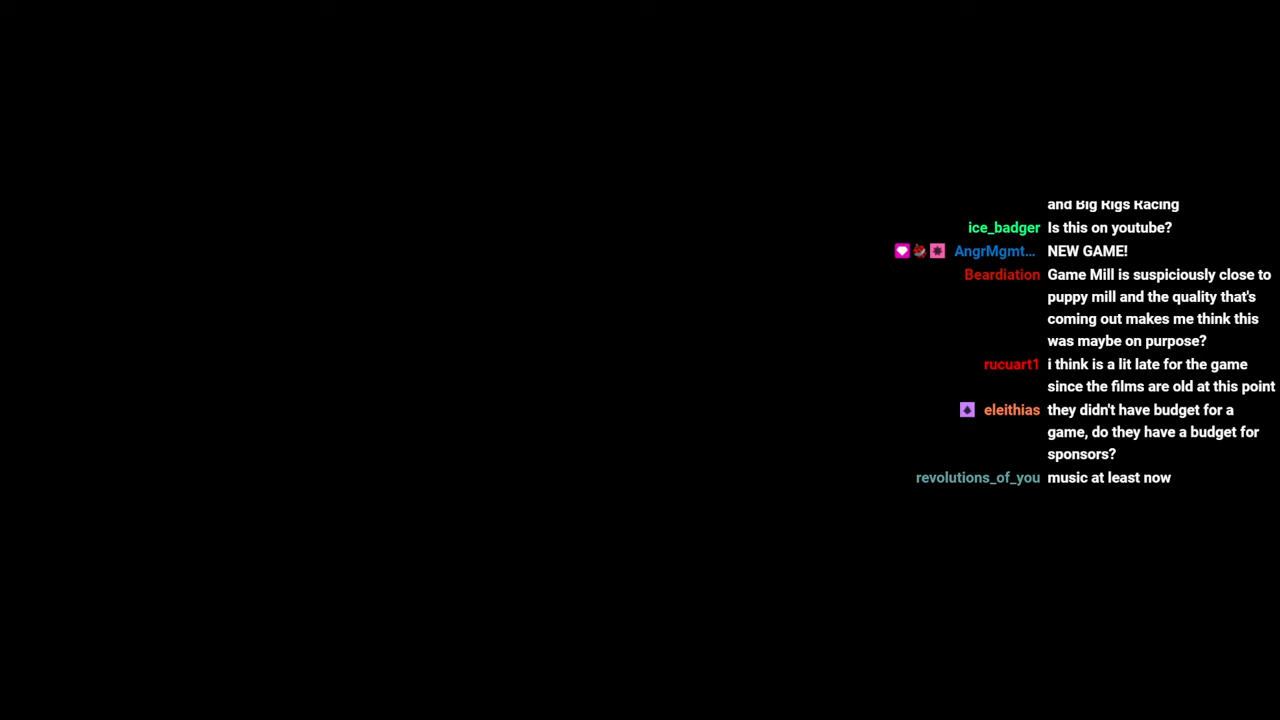 and Big Rigs Racing
ice_badger Is this on youtube?
AngrMgmt... NEW GAME!
Beardiation Game Mill is suspiciously close to
puppy mill and the quality that's
coming out makes me think this
was maybe on purpose?
rucuart1 i think is a lit late for the game
since the films are old at this point
eleithias they didn't have budget for a
game, do they have a budget for
sponsors?
revolutions_of_you music at least now